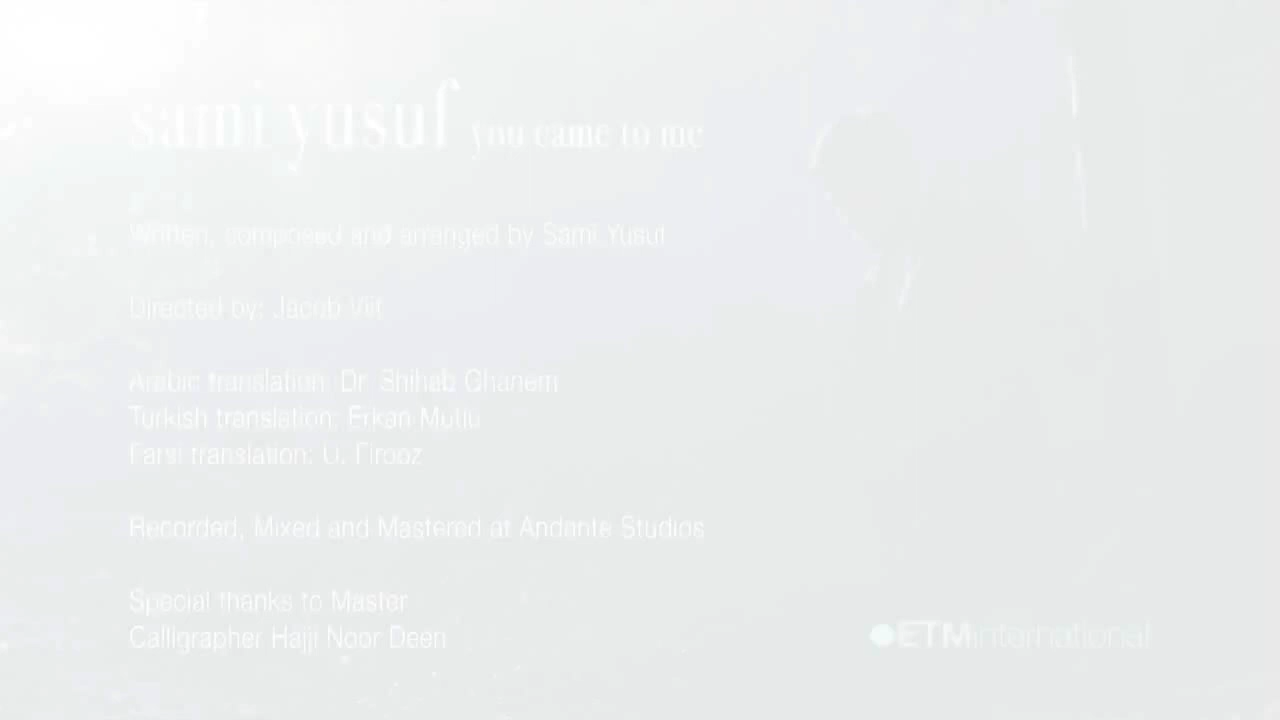 sami yusuf you came to me
Written, composed and arranged by Sami Yusuf
Directed by: Jacob Viit
Arabic translation: Dr. Shihab Ghanem
Turkish translation: Erkan Mutlu
Farsi translation: U. Firooz
Recorded, Mixed and Mastered at Andante Studios
Special thanks to Master
Calligrapher Hajji Noor Deen
ETMinternational